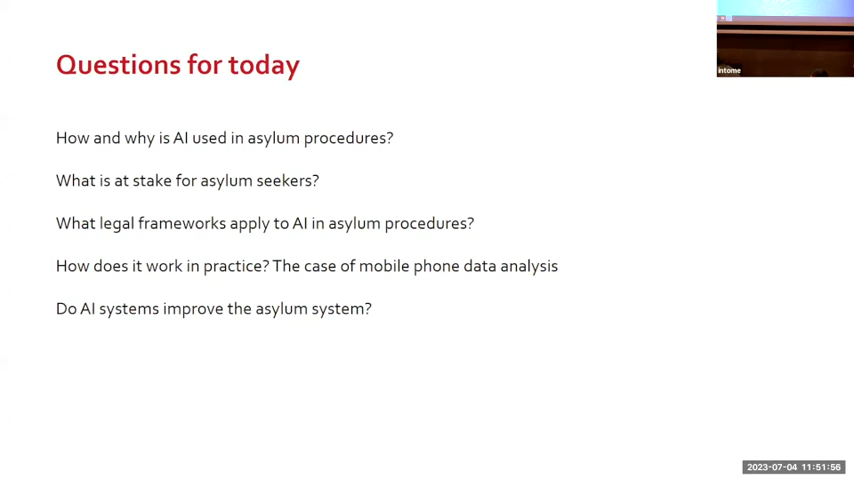 Questions for today
intome
How and why is AI used in asylum procedures?
What is at stake for asylum seekers?
What legal frameworks apply to AI in asylum procedures?
How does it work in practice? The case of mobile phone data analysis
Do AI systems improve the asylum system?
2023-07-04 11:51:56